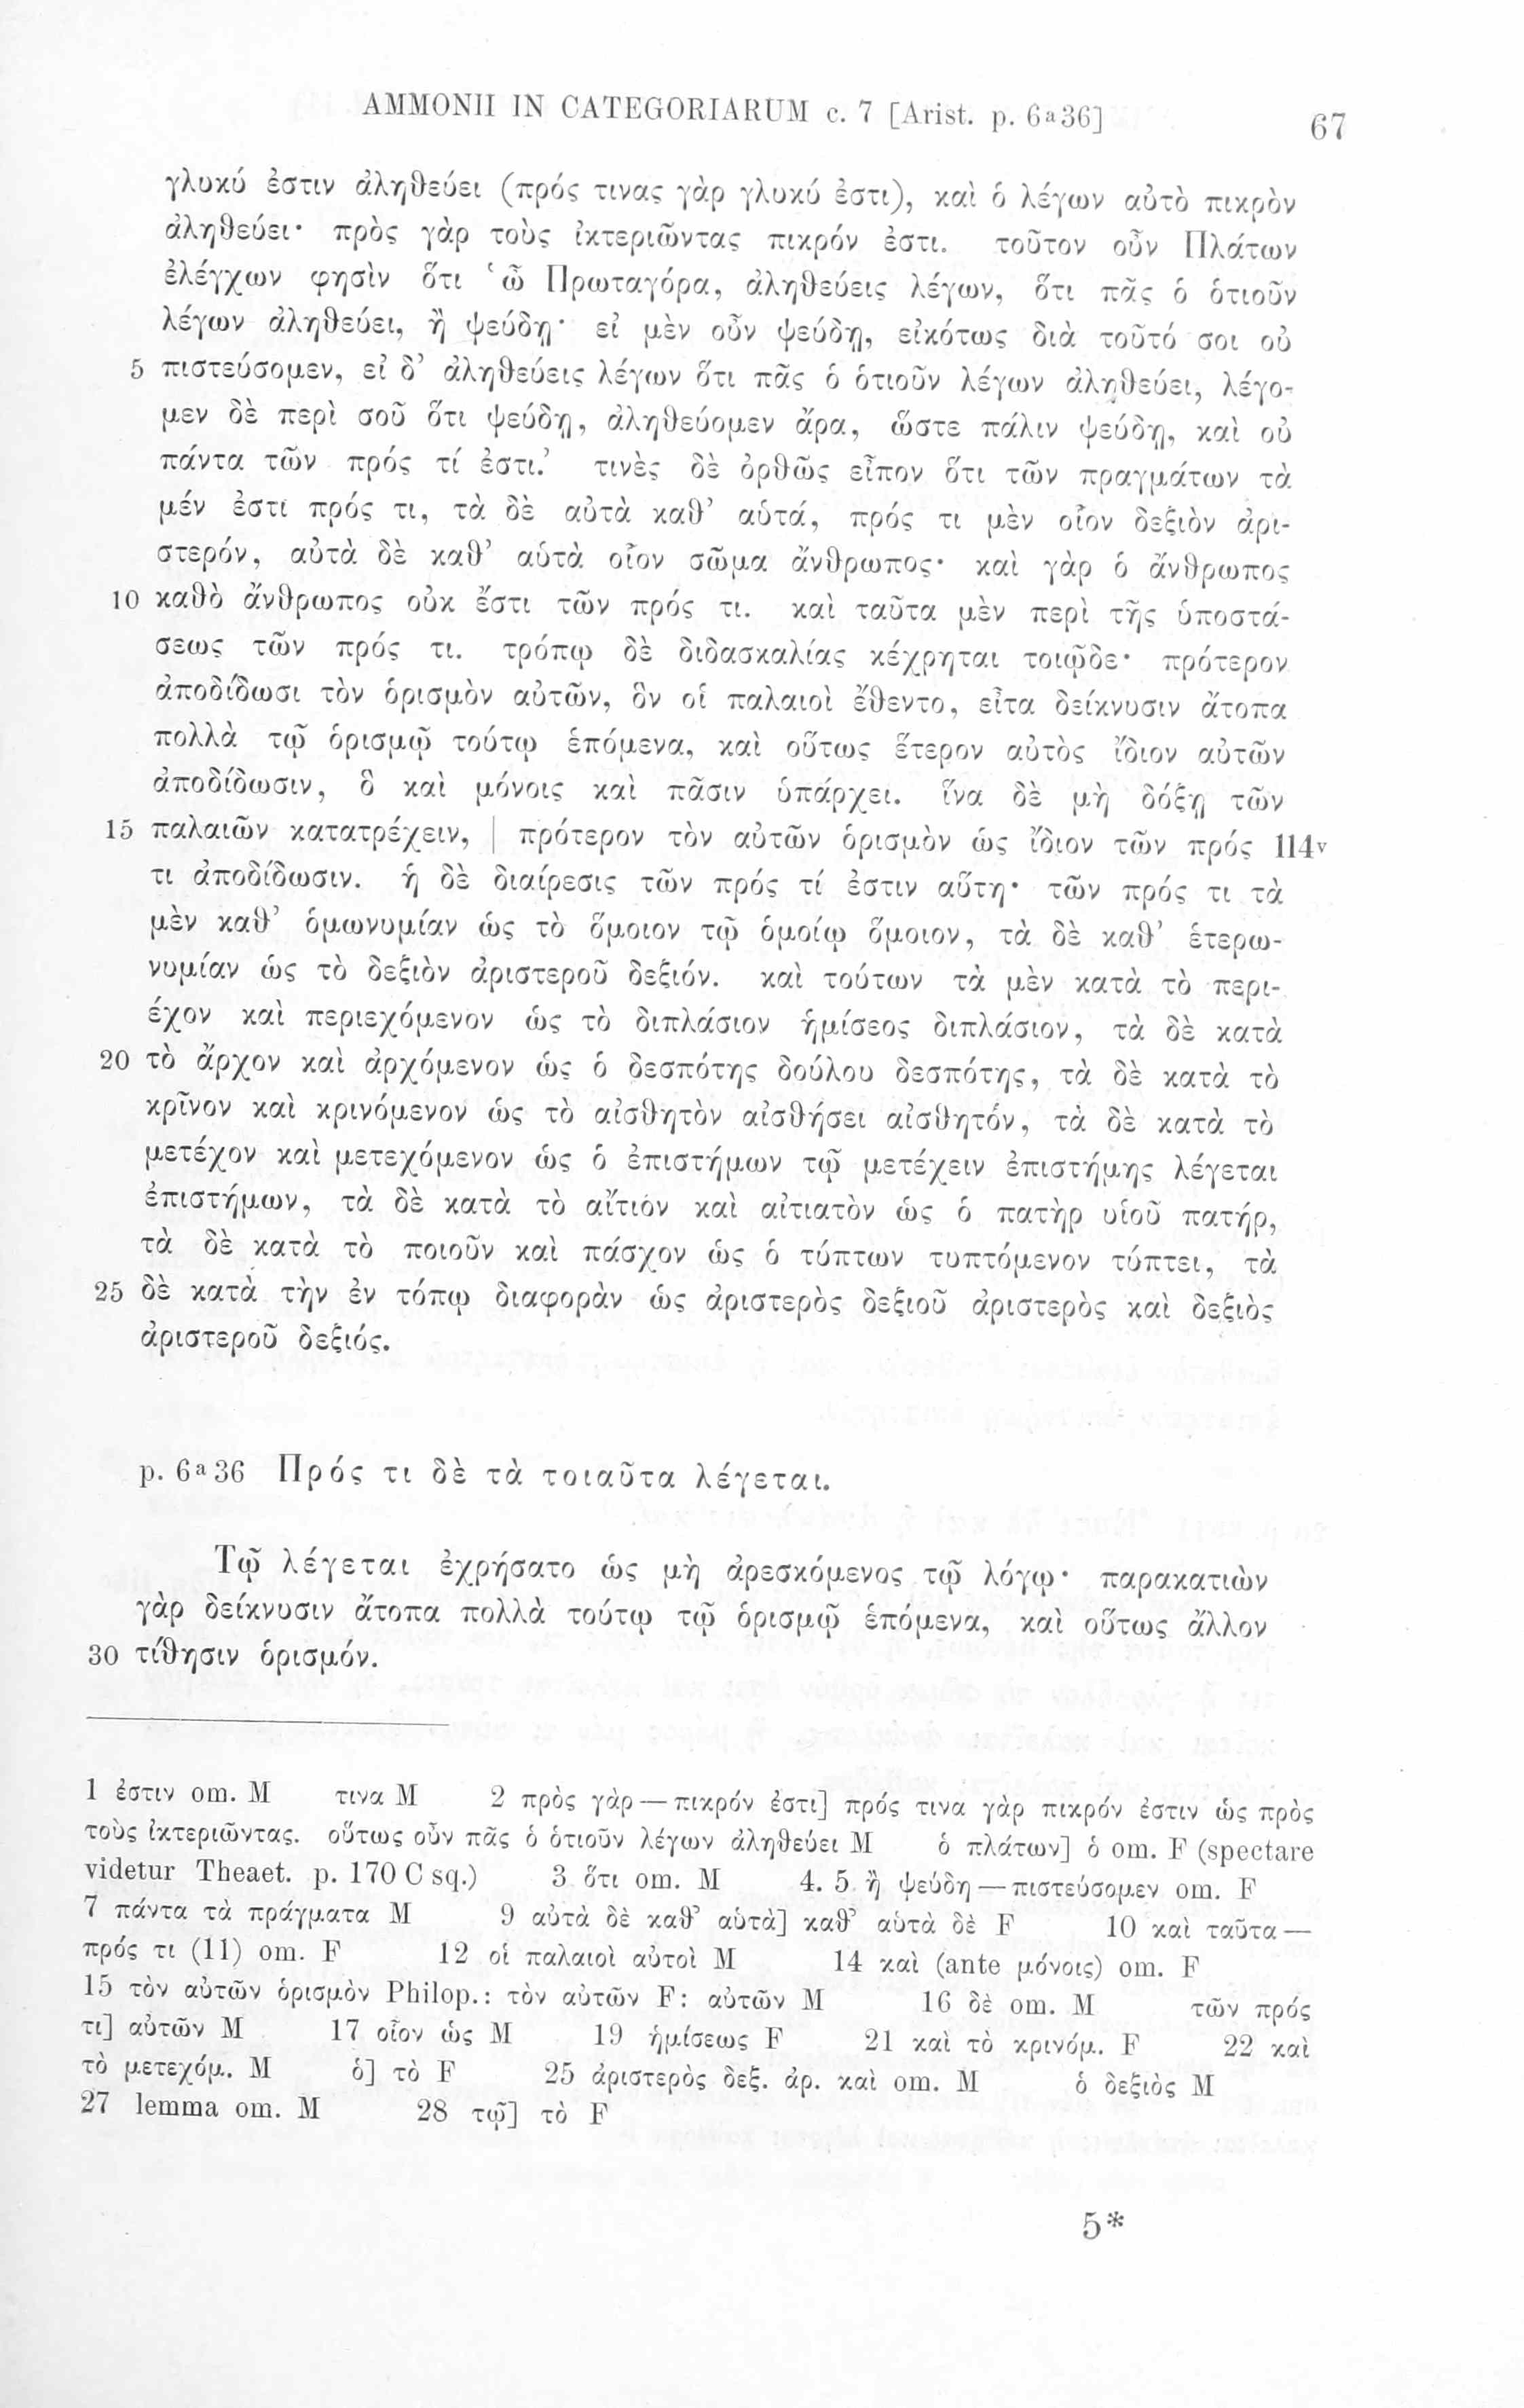 AMMONII IN CATEGORIARUM c. 7 [Arist. p. 6a36] 67
γλυκύ ἐστιν ἀληθεύει (πρός τινας γὰρ γλυκύ ἐστι), καὶ ὁ λέγων αὐτὸ πικρὸν
ἀληθεύει· πρὸς γὰρ τοὺς ἰκτεριῶντας πικρόν ἐστι. τοῦτον οὖν Πλάτων
ἐλέγχων φησὶν ὅτι ‘ὦ Πρωταγόρα, ἀληθεύεις λέγων, ὅτι πᾶς ὁ ὁτιοῦν
λέγων ἀληθεύει, ἢ ψεύδῃ· εἰ μὲν οὖν ψεύδῃ, εἰκότως διὰ τοῦτό σοι οὐ
5 πιστεύσομεν, εἰ δ’ ἀληθεύεις λέγων ὅτι πᾶς ὁ ὁτιοῦν λέγων ἀληθεύει, λέγο-
μεν δὲ περὶ σοῦ ὅτι ψεύδῃ, ἀληθεύομεν ἄρα, ὥστε πάλιν ψεύδῃ, καὶ οὐ
πάντα τῶν πρός τί ἐστι.’ τινὲς δὲ ὀρθῶς εἶπον ὅτι τῶν πραγμάτων τὰ
μέν ἐστι πρός τι, τὰ δὲ αὐτὰ καθ’ αὑτά, πρός τι μὲν οἷον δεξιὸν ἀρι-
στερόν, αὐτὰ δὲ καθ’ αὑτὰ οἷον σῶμα ἄνθρωπος· καὶ γὰρ ὁ ἄνθρωπος
10 καθὸ ἄνθρωπος οὐκ ἔστι τῶν πρός τι. καὶ ταῦτα μὲν περὶ τῆς ὑποστά-
σεως τῶν πρός τι. τρόπῳ δὲ διδασκαλίας κέχρηται τοιῷδε· πρότερον
ἀποδίδωσι τὸν ὁρισμὸν αὐτῶν, ὃν οἱ παλαιοὶ ἔθεντο, εἶτα δείκνυσιν ἄτοπα
πολλὰ τῷ ὁρισμῷ τούτῳ ἑπόμενα, καὶ οὕτως ἕτερον αὐτὸς ἴδιον αὐτῶν
ἀποδίδωσιν, ὃ καὶ μόνοις καὶ πᾶσιν ὑπάρχει. ἵνα δὲ μὴ δόξῃ τῶν
15 παλαιῶν κατατρέχειν, | πρότερον τὸν αὐτῶν ὁρισμὸν ὡς ἴδιον τῶν πρός 114v
τι ἀποδίδωσιν. ἡ δὲ διαίρεσις τῶν πρός τί ἐστιν αὕτη· τῶν πρός τι τὰ
μὲν καθ’ ὁμωνυμίαν ὡς τὸ ὅμοιον τῷ ὁμοίῳ ὅμοιον, τὰ δὲ καθ’ ἑτερω-
νυμίαν ὡς τὸ δεξιὸν ἀριστεροῦ δεξιόν. καὶ τούτων τὰ μὲν κατὰ τὸ περι-
έχον καὶ περιεχόμενον ὡς τὸ διπλάσιον ἡμίσεος διπλάσιον, τὰ δὲ κατὰ
20 τὸ ἄρχον καὶ ἀρχόμενον ὡς ὁ δεσπότης δούλου δεσπότης, τὰ δὲ κατὰ τὸ
κρῖνον καὶ κρινόμενον ὡς τὸ αἰσθητὸν αἰσθήσει αἰσθητόν, τὰ δὲ κατὰ τὸ
μετέχον καὶ μετεχόμενον ὡς ὁ ἐπιστήμων τῷ μετέχειν ἐπιστήμης λέγεται
ἐπιστήμων, τὰ δὲ κατὰ τὸ αἴτιον καὶ αἰτιατὸν ὡς ὁ πατὴρ υἱοῦ πατήρ,
τὰ δὲ κατὰ τὸ ποιοῦν καὶ πάσχον ὡς ὁ τύπτων τυπτόμενον τύπτει, τὰ
25 δὲ κατὰ τὴν ἐν τόπῳ διαφορὰν ὡς ἀριστερὸς δεξιοῦ ἀριστερὸς καὶ δεξιὸς
ἀριστεροῦ δεξιός.
p. 6a36 Πρός τι δὲ τὰ τοιαῦτα λέγεται.
Τῷ λέγεται ἐχρήσατο ὡς μὴ ἀρεσκόμενος τῷ λόγῳ· παρακατιὼν
γὰρ δείκνυσιν ἄτοπα πολλὰ τούτῳ τῷ ὁρισμῷ ἑπόμενα, καὶ οὕτως ἄλλον
30 τίθησιν ὁρισμόν.
1 ἐστιν om. M τινα M 2 πρὸς γὰρ — πικρόν ἐστι] πρός τινα γὰρ πικρόν ἐστιν ὡς πρὸς
τοὺς ἰκτεριῶντας. οὕτως οὖν πᾶς ὁ ὁτιοῦν λέγων ἀληθεύει M ὁ πλάτων] ὁ om. F (spectare
videtur Theaet. p. 170 C sq.) 3 ὅτι om. M 4. 5 ἢ ψεύδη — πιστεύσομεν om. F
7 πάντα τὰ πράγματα M 9 αὐτὰ δὲ καθ’ αὑτὰ] καθ’ αὑτὰ δὲ F 10 καὶ ταῦτα —
πρός τι (11) om. F 12 οἱ παλαιοὶ αὐτοὶ M 14 καὶ (ante μόνοις) om. F
15 τὸν αὐτῶν ὁρισμὸν Philop.: τὸν αὐτῶν F: αὐτῶν M 16 δὲ om. M τῶν πρός
τι] αὐτῶν M 17 οἷον ὡς M 19 ἡμίσεως F 21 καὶ τὸ κρινόμ. F 22 καὶ
τὸ μετεχόμ. M ὁ] τὸ F 25 ἀριστερὸς δεξ. ἀρ. καὶ om. M ὁ δεξιὸς M
27 lemma om. M 28 τῷ] τὸ F
5*